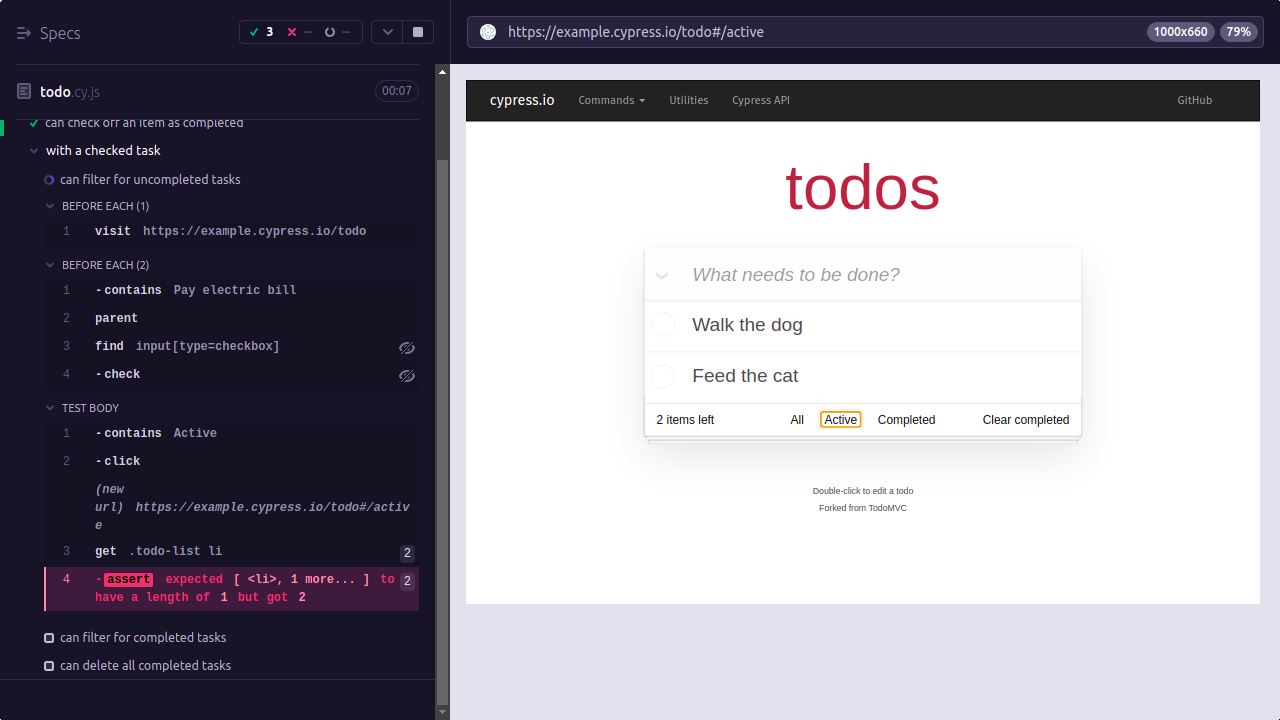 Specs
3 -- --
https://example.cypress.io/todo#/active
1000x660
79%
todo.cy.js
00:07
can check off an item as completed
with a checked task
can filter for uncompleted tasks
BEFORE EACH (1)
1 visit https://example.cypress.io/todo
BEFORE EACH (2)
1 -contains Pay electric bill
2 parent
3 find input[type=checkbox]
4 -check
TEST BODY
1 -contains Active
2 -click
(new
url) https://example.cypress.io/todo#/activ
e
3 get .todo-list li 2
4 -assert expected [ <li>, 1 more... ] to 2
have a length of 1 but got 2
can filter for completed tasks
can delete all completed tasks
cypress.io
Commands
Utilities
Cypress API
GitHub
todos
What needs to be done?
Walk the dog
Feed the cat
2 items left
All
Active
Completed
Clear completed
Double-click to edit a todo
Forked from TodoMVC